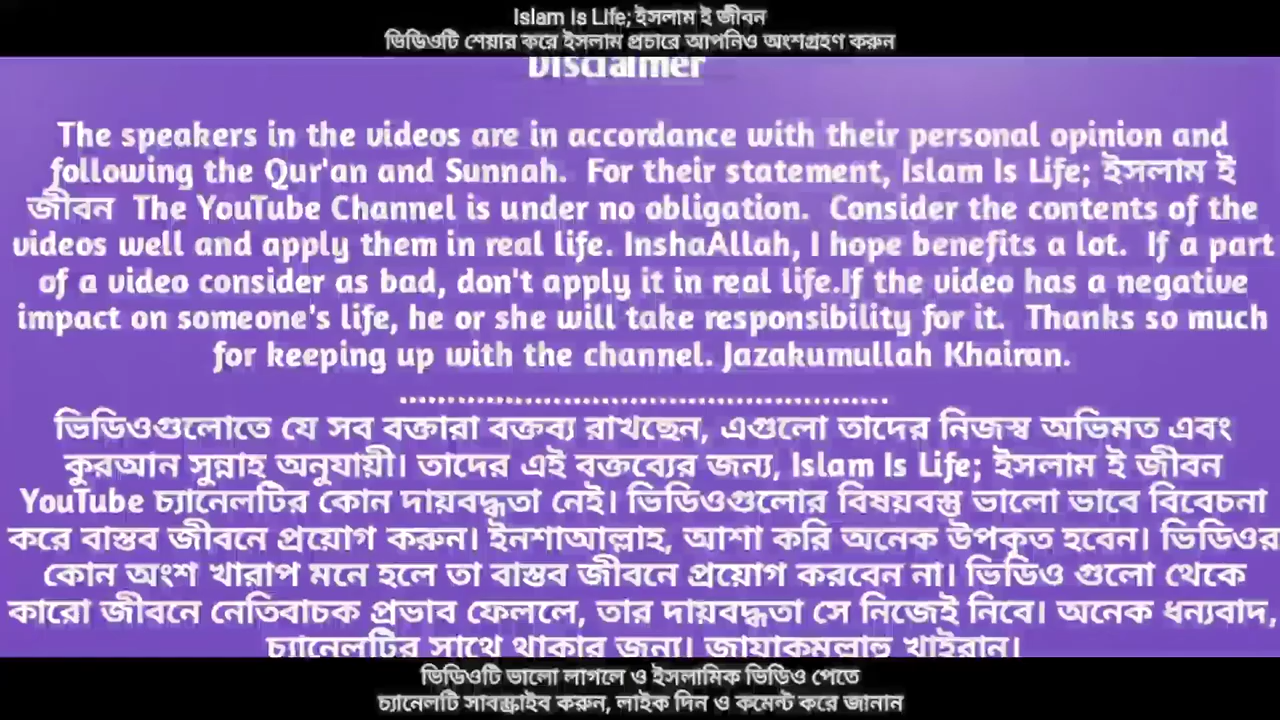 Islam Is Life; ইসলাম ই জীবন
ভিডিওটি শেয়ার করে ইসলাম প্রচারে আপনিও অংশগ্রহণ করুন
Disclaimer
The speakers in the videos are in accordance with their personal opinion and
following the Qur'an and Sunnah. For their statement, Islam Is Life; ইসলাম ই
জীবন The YouTube Channel is under no obligation. Consider the contents of the
videos well and apply them in real life. InshaAllah, I hope benefits a lot. If a part
of a video consider as bad, don't apply it in real life.If the video has a negative
impact on someone's life, he or she will take responsibility for it. Thanks so much
for keeping up with the channel. Jazakumullah Khairan.
ভিডিওগুলোতে যে সব বক্তারা বক্তব্য রাখছেন, এগুলো তাদের নিজস্ব অভিমত এবং
কুরআন সুন্নাহ অনুযায়ী। তাদের এই বক্তব্যের জন্য, Islam Is Life; ইসলাম ই জীবন
YouTube চ্যানেলটির কোন দায়বদ্ধতা নেই। ভিডিওগুলোর বিষয়বস্তু ভালো ভাবে বিবেচনা
করে বাস্তব জীবনে প্রয়োগ করুন। ইনশাআল্লাহ, আশা করি অনেক উপকৃত হবেন। ভিডিওর
কোন অংশ খারাপ মনে হলে তা বাস্তব জীবনে প্রয়োগ করবেন না। ভিডিও গুলো থেকে
কারো জীবনে নেতিবাচক প্রভাব ফেললে, তার দায়বদ্ধতা সে নিজেই নিবে। অনেক ধন্যবাদ,
চ্যানেলটির সাথে থাকার জন্য। জাযাকুমুল্লাহু খাইরান।
ভিডিওটি ভালো লাগলে ও ইসলামিক ভিডিও পেতে
চ্যানেলটি সাবস্ক্রাইব করুন, লাইক দিন ও কমেন্ট করে জানান